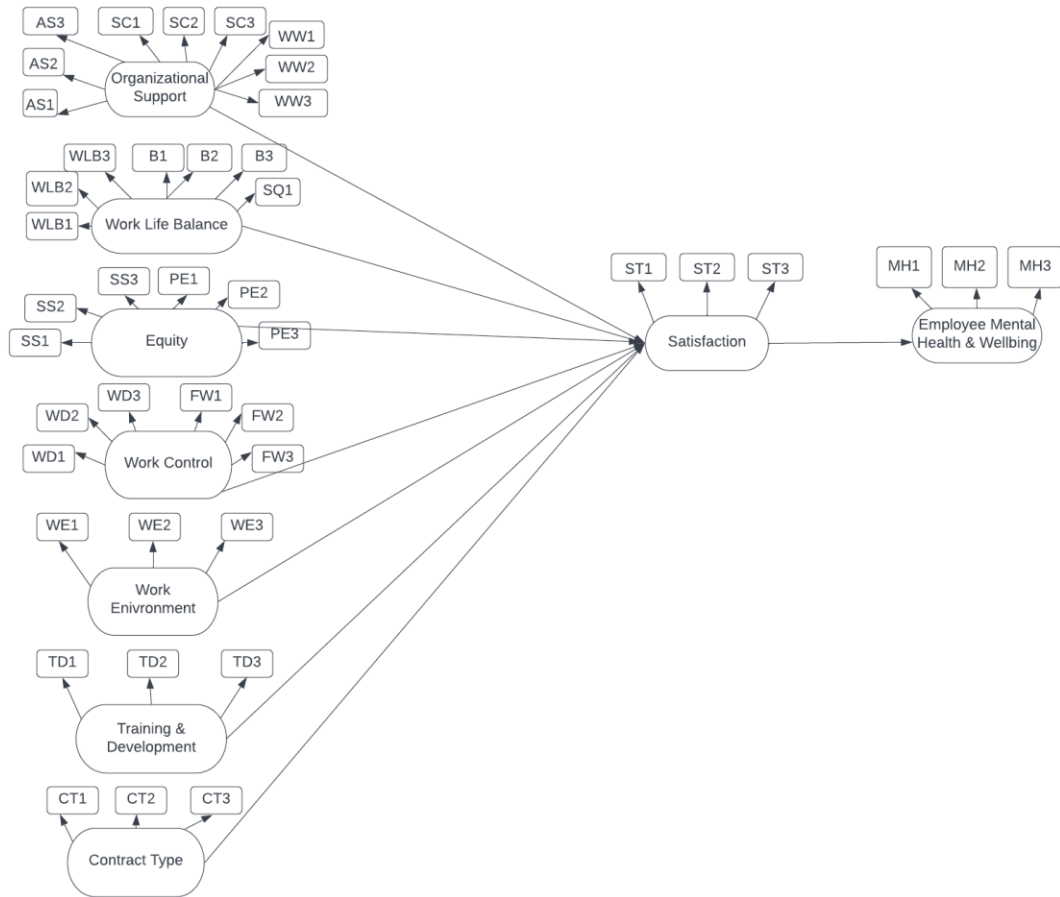 AS3
SC1
SC2
SC3
WW1
AS2
Organizational
Support
WW2
AS1
WW3
WLB3
B1
B2
B3
WLB2
SQ1
WLB1
Work Life Balance
SS3
PE1
PE2
SS2
SS1
Equity
PE3
ST1
ST2
ST3
Satisfaction
MH1
MH2
MH3
Employee Mental
Health & Wellbing
WD3
FW1
WD2
FW2
WD1
Work Control
FW3
WE1
WE2
WE3
Work
Enivronment
TD1
TD2
TD3
Training &
Development
CT1
CT2
CT3
Contract Type